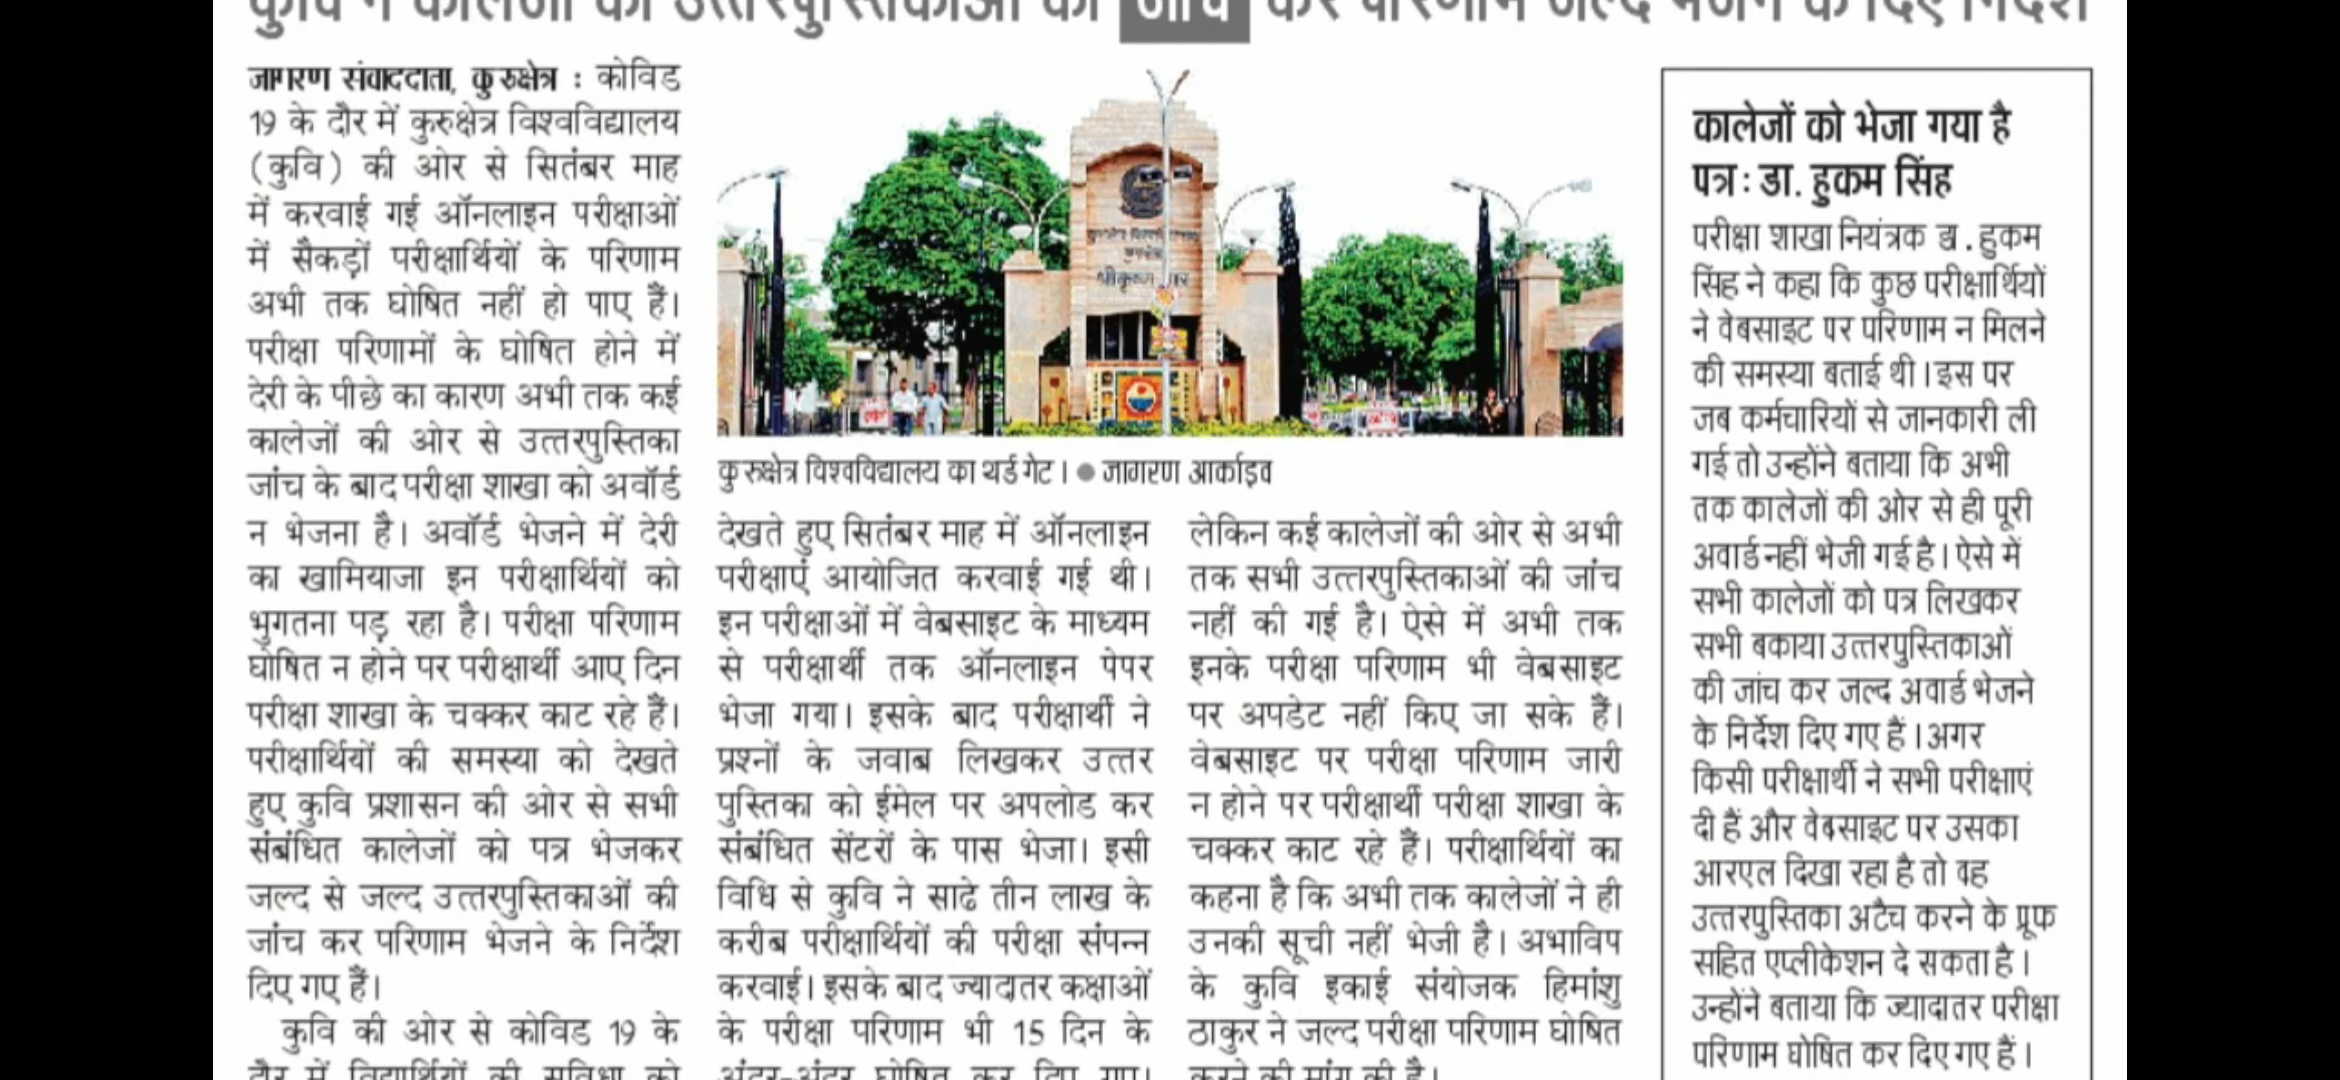 कुवि ने कालेजों को उत्तरपुस्तिकाओं की जांच कर परिणाम जल्द भेजने के दिए निर्देश
जागरण संवाददाता, कुरुक्षेत्र : कोविड
19 के दौर में कुरुक्षेत्र विश्वविद्यालय
(कुवि) की ओर से सितंबर माह
में करवाई गई ऑनलाइन परीक्षाओं
में सैकड़ों परीक्षार्थियों के परिणाम
अभी तक घोषित नहीं हो पाए हैं।
परीक्षा परिणामों के घोषित होने में
देरी के पीछे का कारण अभी तक कई
कालेजों की ओर से उत्तरपुस्तिका
जांच के बाद परीक्षा शाखा को अवॉर्ड
न भेजना है। अवॉर्ड भेजने में देरी
का खामियाजा इन परीक्षार्थियों को
भुगतना पड़ रहा है। परीक्षा परिणाम
घोषित न होने पर परीक्षार्थी आए दिन
परीक्षा शाखा के चक्कर काट रहे हैं।
परीक्षार्थियों की समस्या को देखते
हुए कुवि प्रशासन की ओर से सभी
संबंधित कालेजों को पत्र भेजकर
जल्द से जल्द उत्तरपुस्तिकाओं की
जांच कर परिणाम भेजने के निर्देश
दिए गए हैं।
कुवि की ओर से कोविड 19 के
दौर में विद्यार्थियों की सुविधा को
कुरुक्षेत्र विश्वविद्यालय का थर्ड गेट। ● जागरण आर्काइव
देखते हुए सितंबर माह में ऑनलाइन
परीक्षाएं आयोजित करवाई गई थी।
इन परीक्षाओं में वेबसाइट के माध्यम
से परीक्षार्थी तक ऑनलाइन पेपर
भेजा गया। इसके बाद परीक्षार्थी ने
प्रश्नों के जवाब लिखकर उत्तर
पुस्तिका को ईमेल पर अपलोड कर
संबंधित सेंटरों के पास भेजा। इसी
विधि से कुवि ने साढे तीन लाख के
करीब परीक्षार्थियों की परीक्षा संपन्न
करवाई। इसके बाद ज्यादातर कक्षाओं
के परीक्षा परिणाम भी 15 दिन के
अंदर-अंदर घोषित कर दिए गए।
लेकिन कई कालेजों की ओर से अभी
तक सभी उत्तरपुस्तिकाओं की जांच
नहीं की गई है। ऐसे में अभी तक
इनके परीक्षा परिणाम भी वेबसाइट
पर अपडेट नहीं किए जा सके हैं।
वेबसाइट पर परीक्षा परिणाम जारी
न होने पर परीक्षार्थी परीक्षा शाखा के
चक्कर काट रहे हैं। परीक्षार्थियों का
कहना है कि अभी तक कालेजों ने ही
उनकी सूची नहीं भेजी है। अभाविप
के कुवि इकाई संयोजक हिमांशु
ठाकुर ने जल्द परीक्षा परिणाम घोषित
करने की मांग की है।
कालेजों को भेजा गया है
पत्र : डा. हुकम सिंह
परीक्षा शाखा नियंत्रक डा. हुकम
सिंह ने कहा कि कुछ परीक्षार्थियों
ने वेबसाइट पर परिणाम न मिलने
की समस्या बताई थी। इस पर
जब कर्मचारियों से जानकारी ली
गई तो उन्होंने बताया कि अभी
तक कालेजों की ओर से ही पूरी
अवार्ड नहीं भेजी गई है। ऐसे में
सभी कालेजों को पत्र लिखकर
सभी बकाया उत्तरपुस्तिकाओं
की जांच कर जल्द अवार्ड भेजने
के निर्देश दिए गए हैं। अगर
किसी परीक्षार्थी ने सभी परीक्षाएं
दी हैं और वेबसाइट पर उसका
आरएल दिखा रहा है तो वह
उत्तरपुस्तिका अटैच करने के प्रूफ
सहित एप्लीकेशन दे सकता है।
उन्होंने बताया कि ज्यादातर परीक्षा
परिणाम घोषित कर दिए गए हैं।